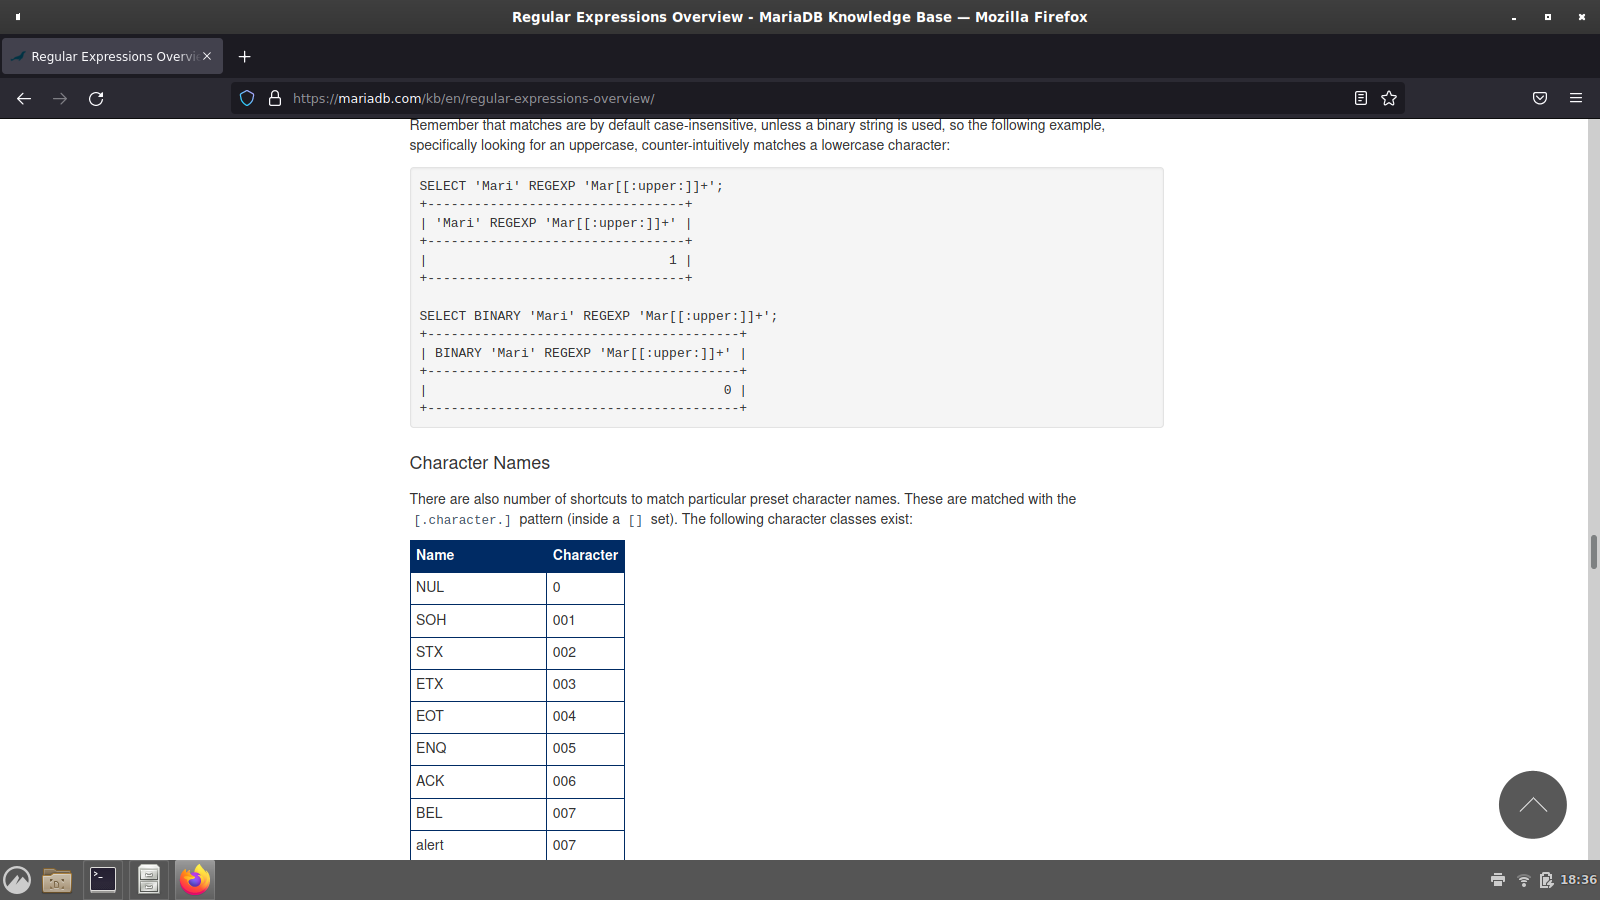 Regular Expressions Overview - MariaDB Knowledge Base — Mozilla Firefox
Regular Expressions Overvi
https://mariadb.com/kb/en/regular-expressions-overview/
Remember that matches are by default case-insensitive, unless a binary string is used, so the following example,
specifically looking for an uppercase, counter-intuitively matches a lowercase character:
SELECT 'Mari' REGEXP 'Mar[[:upper:]]+';
+---------------------------------+
| 'Mari' REGEXP 'Mar[[:upper:]]+' |
+---------------------------------+
|                               1 |
+---------------------------------+
SELECT BINARY 'Mari' REGEXP 'Mar[[:upper:]]+';
+----------------------------------------+
| BINARY 'Mari' REGEXP 'Mar[[:upper:]]+' |
+----------------------------------------+
|                                      0 |
+----------------------------------------+
Character Names
There are also number of shortcuts to match particular preset character names. These are matched with the
[.character.] pattern (inside a [] set). The following character classes exist:
Name Character
NUL 0
SOH 001
STX 002
ETX 003
EOT 004
ENQ 005
ACK 006
BEL 007
alert 007
18:36